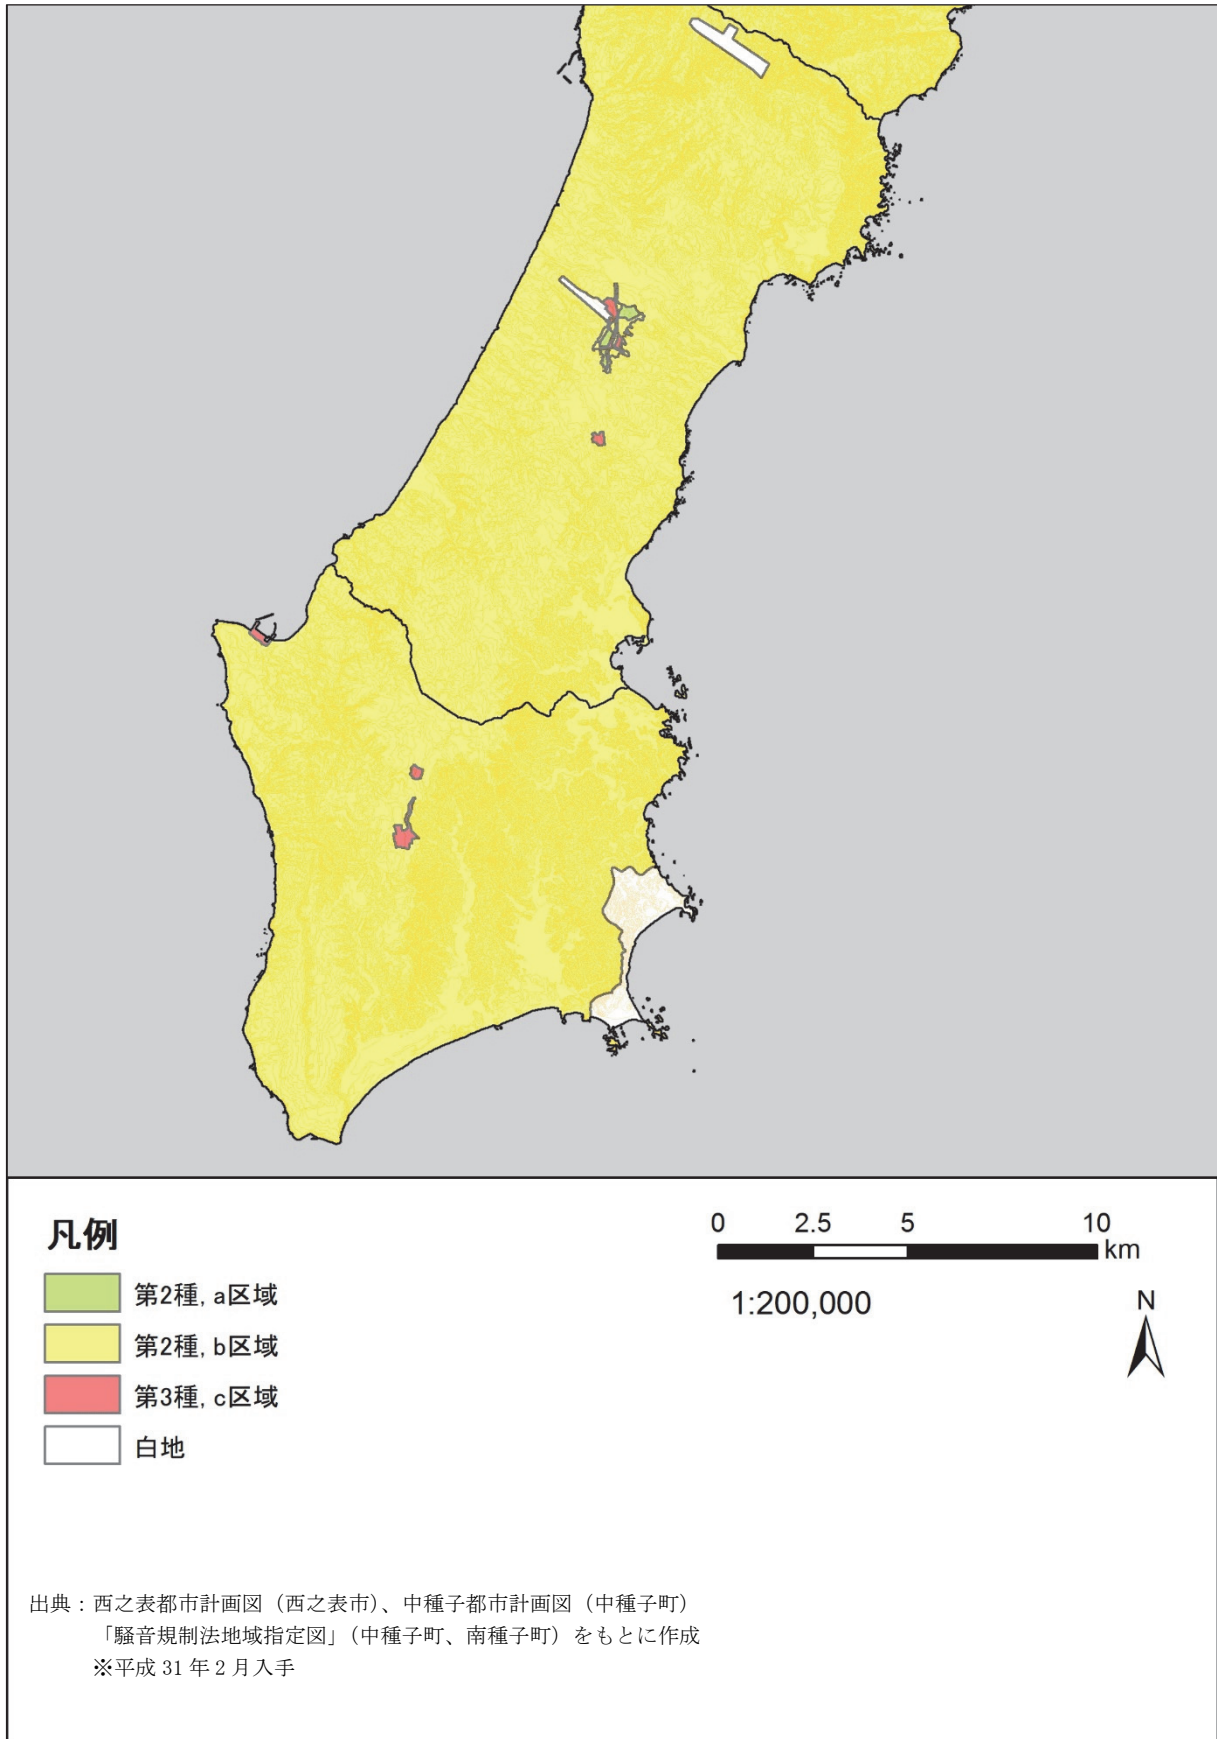 凡例
第2種, a区域
第2種, b区域
第3種, c区域
白地
0 2.5 5 10
km
1:200,000
N
出典：西之表都市計画図（西之表市）、中種子都市計画図（中種子町）
「騒音規制法地域指定図」（中種子町、南種子町）をもとに作成
※平成 31 年 2 月入手